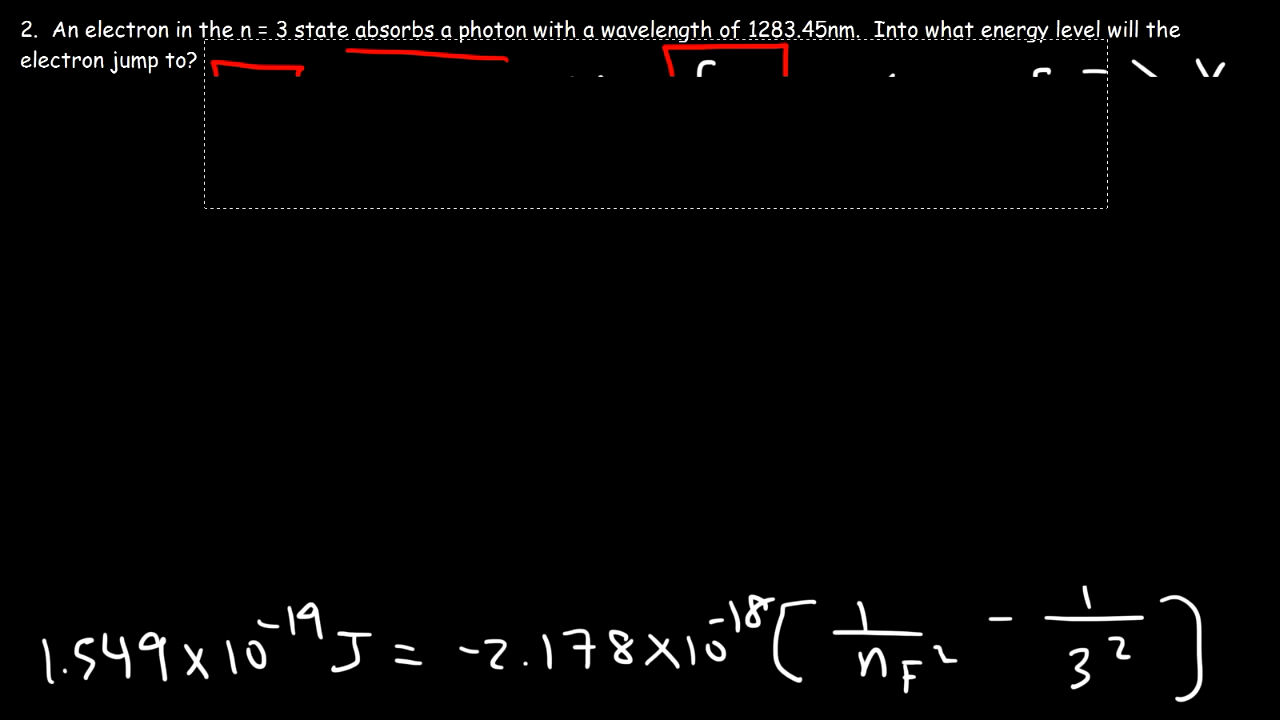 2. An electron in the n = 3 state absorbs a photon with a wavelength of 1283.45nm. Into what energy level will the
electron jump to?
1.549 x 10^-19 J = -2.178 x 10^-18 [ 1/n_F^2 - 1/3^2 ]